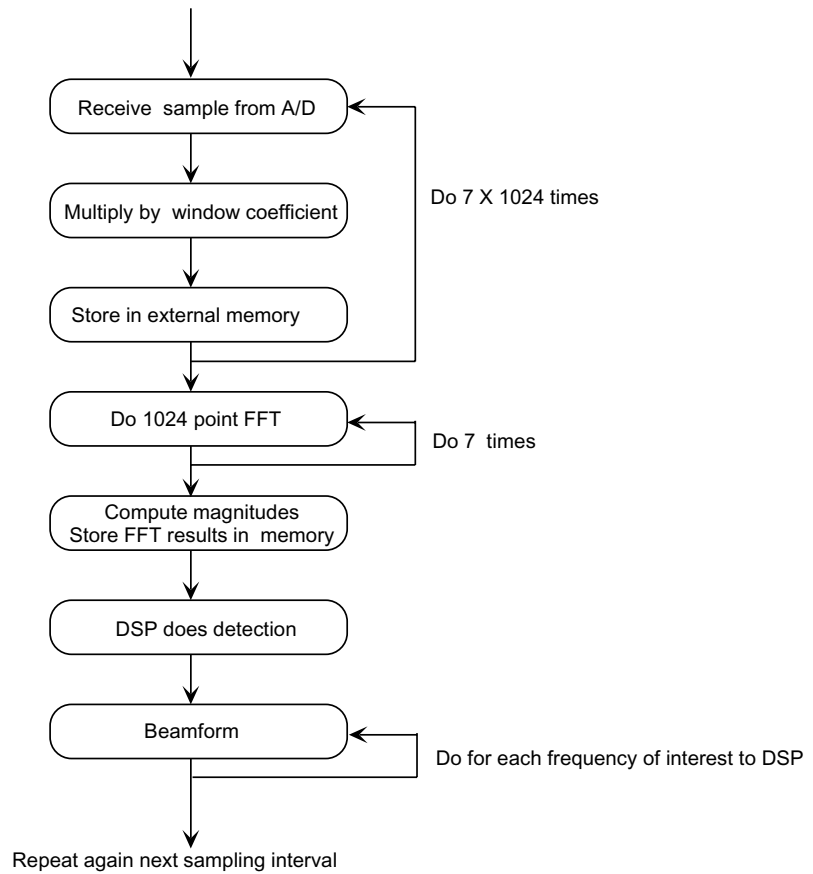 Receive sample from A/D
Multiply by window coefficient
Do 7 X 1024 times
Store in external memory
Do 1024 point FFT
Do 7 times
Compute magnitudes
Store FFT results in memory
DSP does detection
Beamform
Do for each frequency of interest to DSP
Repeat again next sampling interval